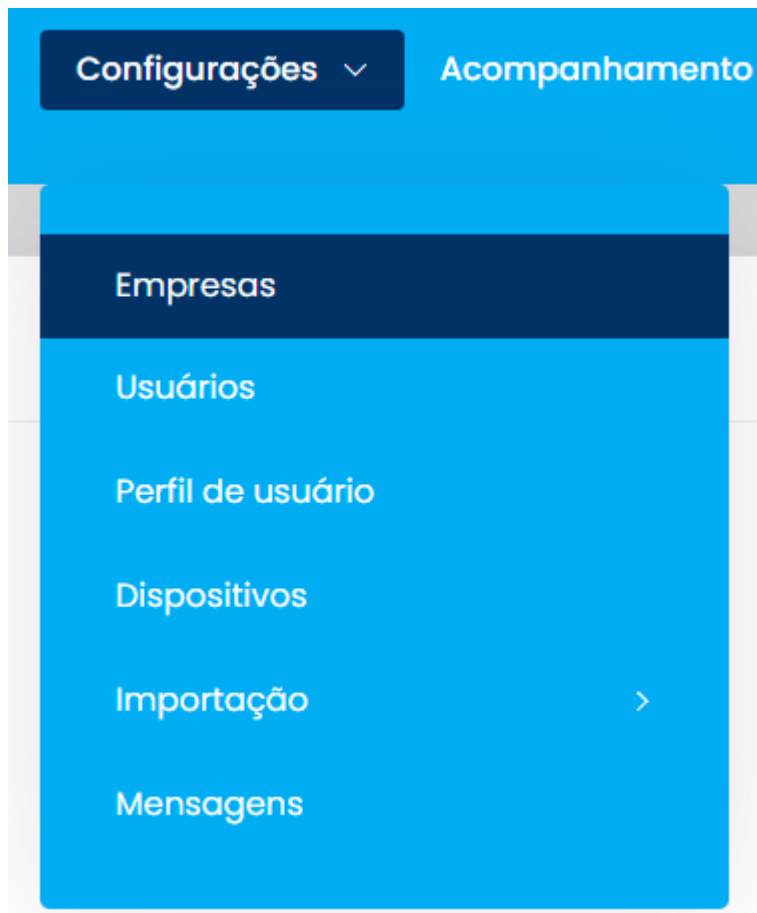 Configurações Acompanhamento
Empresas
Usuários
Perfil de usuário
Dispositivos
Importação
Mensagens